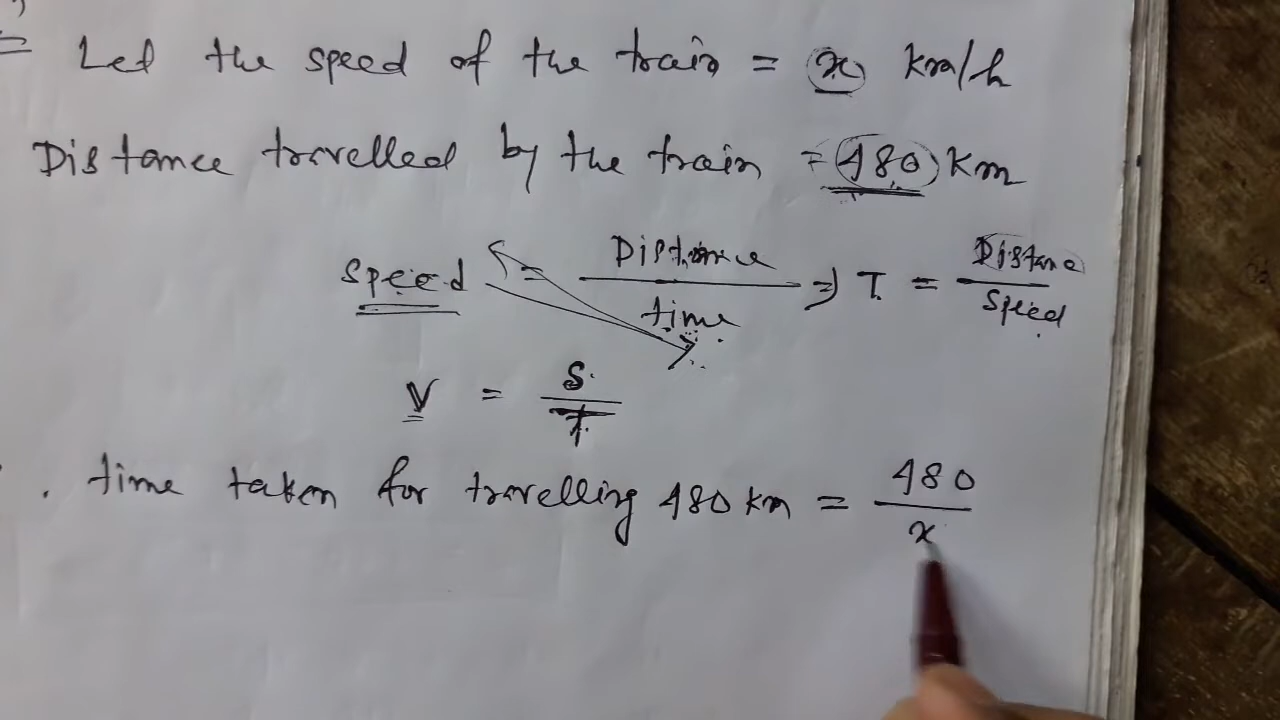 = Let the speed of the train = x km/h
Distance travelled by the train = 480 km
Speed = Distance / time ⇒ T. = Distance / Speed
V = S. / T.
. time taken for travelling 480 km = 480 / x